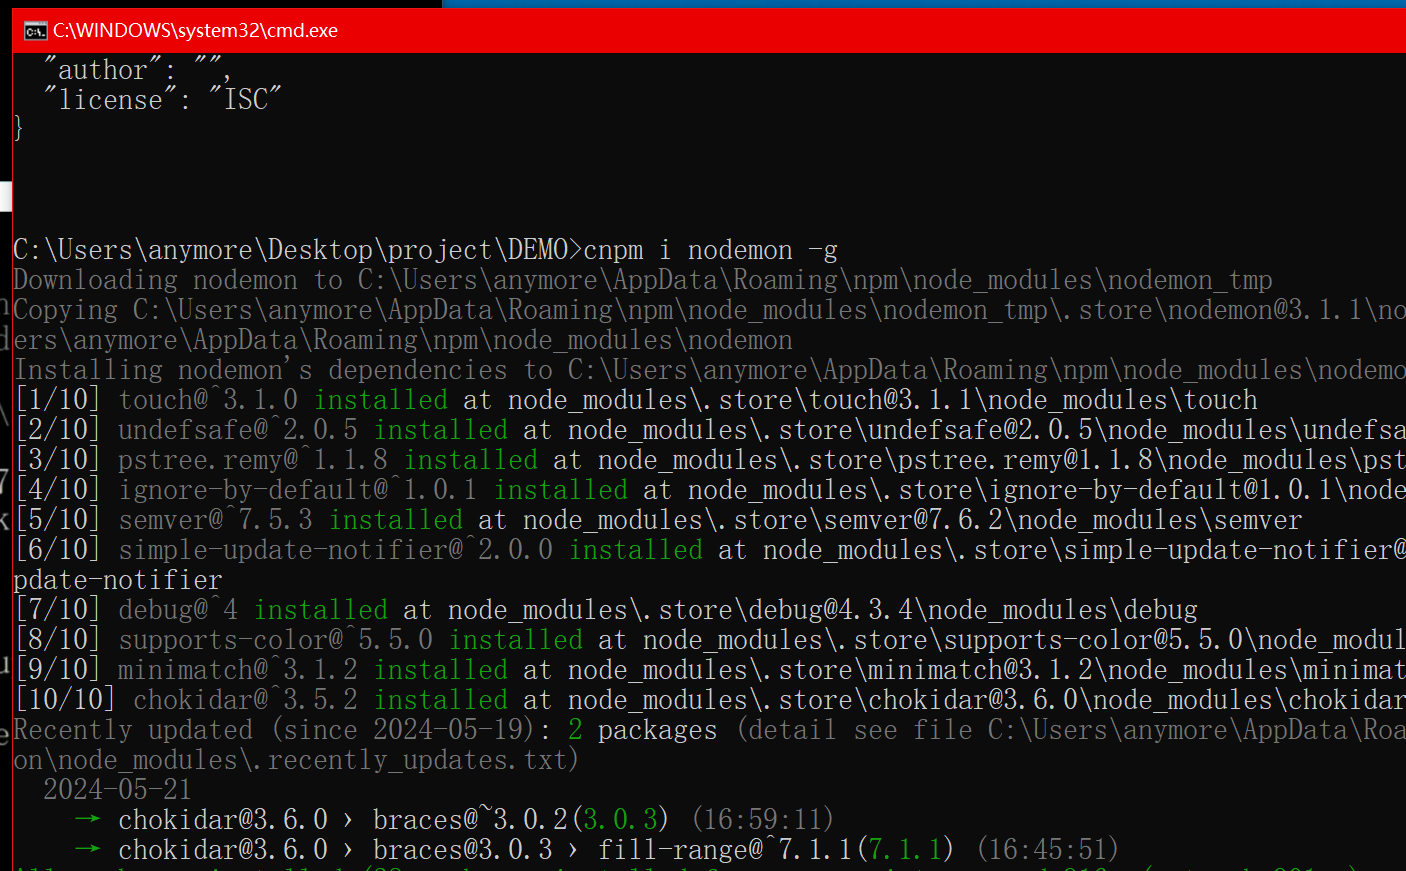 C:\WINDOWS\system32\cmd.exe
"author": "",
"license": "ISC"
}
C:\Users\anymore\Desktop\project\DEMO>cnpm i nodemon -g
Downloading nodemon to C:\Users\anymore\AppData\Roaming\npm\node_modules\nodemon_tmp
Copying C:\Users\anymore\AppData\Roaming\npm\node_modules\nodemon_tmp\.store\nodemon@3.1.1\no
ers\anymore\AppData\Roaming\npm\node_modules\nodemon
Installing nodemon's dependencies to C:\Users\anymore\AppData\Roaming\npm\node_modules\nodemo
[1/10] touch@^3.1.0 installed at node_modules\.store\touch@3.1.1\node_modules\touch
[2/10] undefsafe@^2.0.5 installed at node_modules\.store\undefsafe@2.0.5\node_modules\undefsa
[3/10] pstree.remy@^1.1.8 installed at node_modules\.store\pstree.remy@1.1.8\node_modules\pst
[4/10] ignore-by-default@^1.0.1 installed at node_modules\.store\ignore-by-default@1.0.1\node
[5/10] semver@^7.5.3 installed at node_modules\.store\semver@7.6.2\node_modules\semver
[6/10] simple-update-notifier@^2.0.0 installed at node_modules\.store\simple-update-notifier@
pdate-notifier
[7/10] debug@^4 installed at node_modules\.store\debug@4.3.4\node_modules\debug
[8/10] supports-color@^5.5.0 installed at node_modules\.store\supports-color@5.5.0\node_modul
[9/10] minimatch@^3.1.2 installed at node_modules\.store\minimatch@3.1.2\node_modules\minimat
[10/10] chokidar@^3.5.2 installed at node_modules\.store\chokidar@3.6.0\node_modules\chokidar
Recently updated (since 2024-05-19): 2 packages (detail see file C:\Users\anymore\AppData\Roa
on\node_modules\.recently_updates.txt)
2024-05-21
→ chokidar@3.6.0 › braces@~3.0.2(3.0.3) (16:59:11)
→ chokidar@3.6.0 › braces@3.0.3 › fill-range@^7.1.1(7.1.1) (16:45:51)